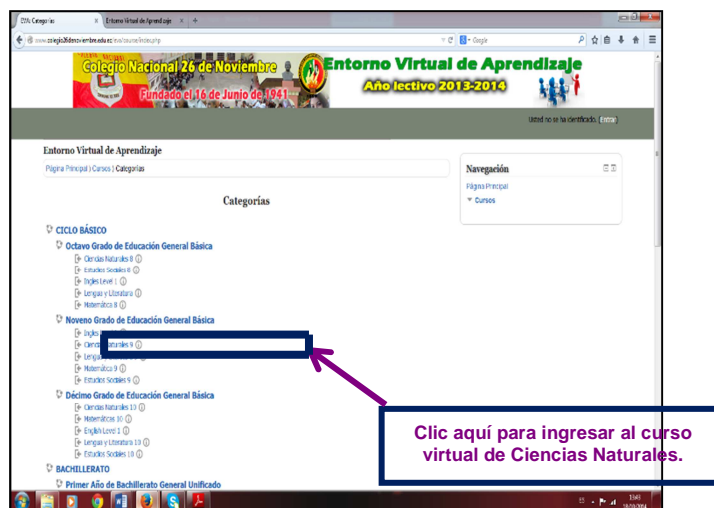 EVA: Categorías
Entorno Virtual de Aprendizaje
www.colegio26denoviembre.edu.ec/eva/course/index.php
Google
Colegio Nacional 26 de Noviembre
Fundado el 16 de Junio de 1941
Entorno Virtual de Aprendizaje
Año lectivo 2013-2014
Usted no se ha identificado. (Entrar)
Entorno Virtual de Aprendizaje
Página Principal ) Cursos ) Categorías
Navegación
Página Principal
Cursos
Categorías
CICLO BÁSICO
Octavo Grado de Educación General Básica
Ciencias Naturales 8
Estudios Sociales 8
Ingles Level 1
Lengua y Literatura
Matemática 8
Noveno Grado de Educación General Básica
Ingles
Ciencias Naturales 9
Lengua
Matemática 9
Estudios Sociales 9
Décimo Grado de Educación General Básica
Ciencias Naturales 10
Matemáticas 10
English Level 1
Lengua y Literatura 10
Estudios Sociales 10
BACHILLERATO
Primer Año de Bachillerato General Unificado
Clic aquí para ingresar al curso
virtual de Ciencias Naturales.
ES